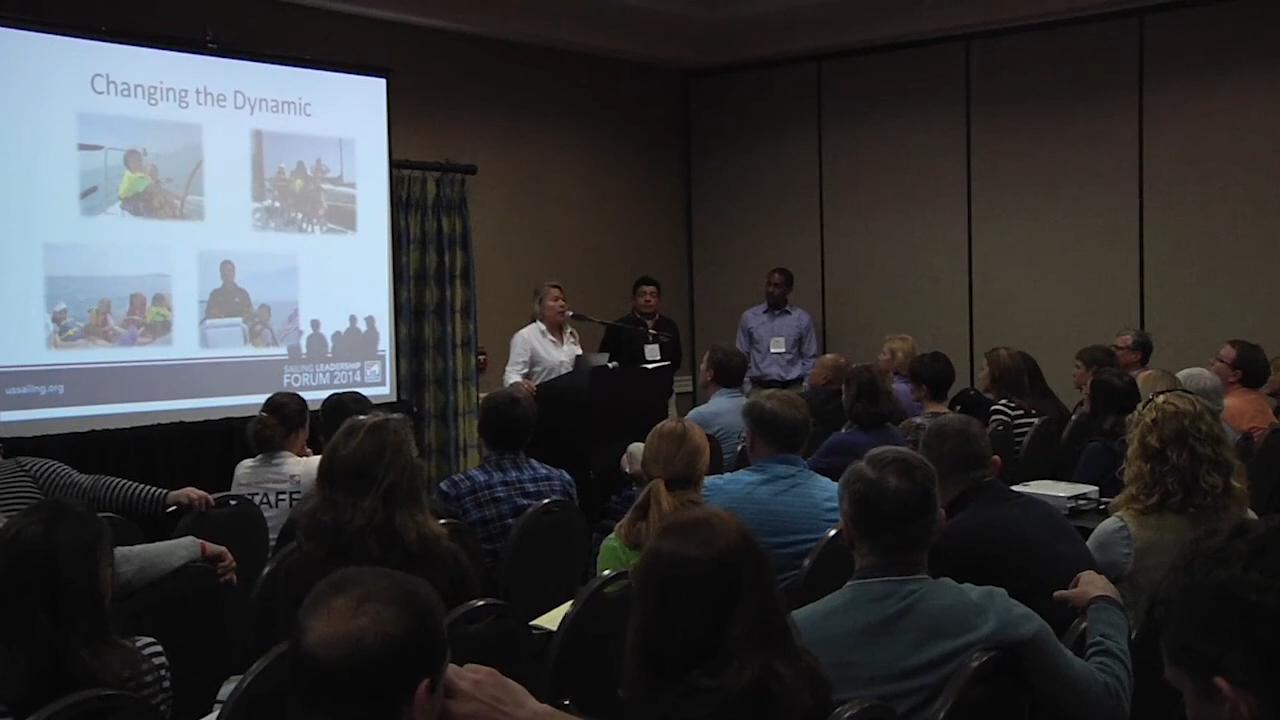 Changing the Dynamic
ussailing.org
SAILING LEADERSHIP
FORUM 2014
STAFF